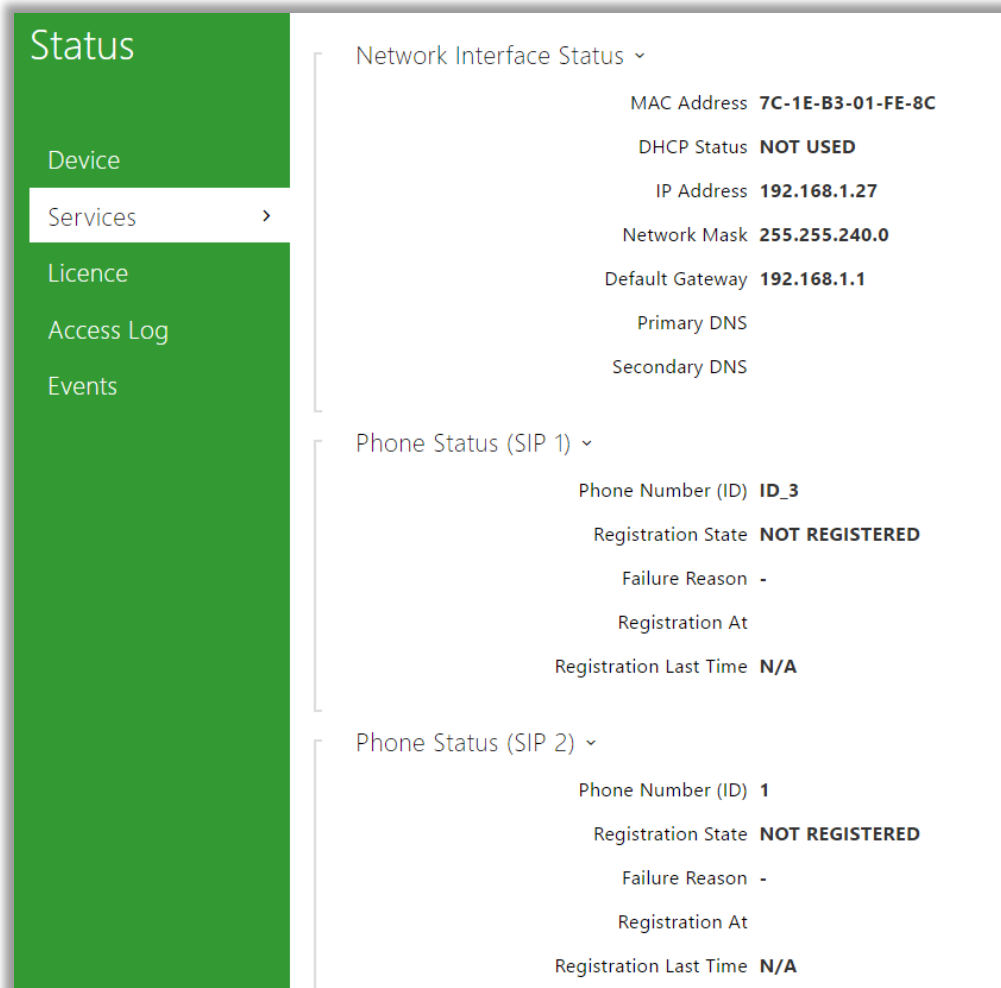 Status
Device
Services
Licence
Access Log
Events
Network Interface Status
MAC Address 7C-1E-B3-01-FE-8C
DHCP Status NOT USED
IP Address 192.168.1.27
Network Mask 255.255.240.0
Default Gateway 192.168.1.1
Primary DNS
Secondary DNS
Phone Status (SIP 1)
Phone Number (ID) ID_3
Registration State NOT REGISTERED
Failure Reason -
Registration At
Registration Last Time N/A
Phone Status (SIP 2)
Phone Number (ID) 1
Registration State NOT REGISTERED
Failure Reason -
Registration At
Registration Last Time N/A